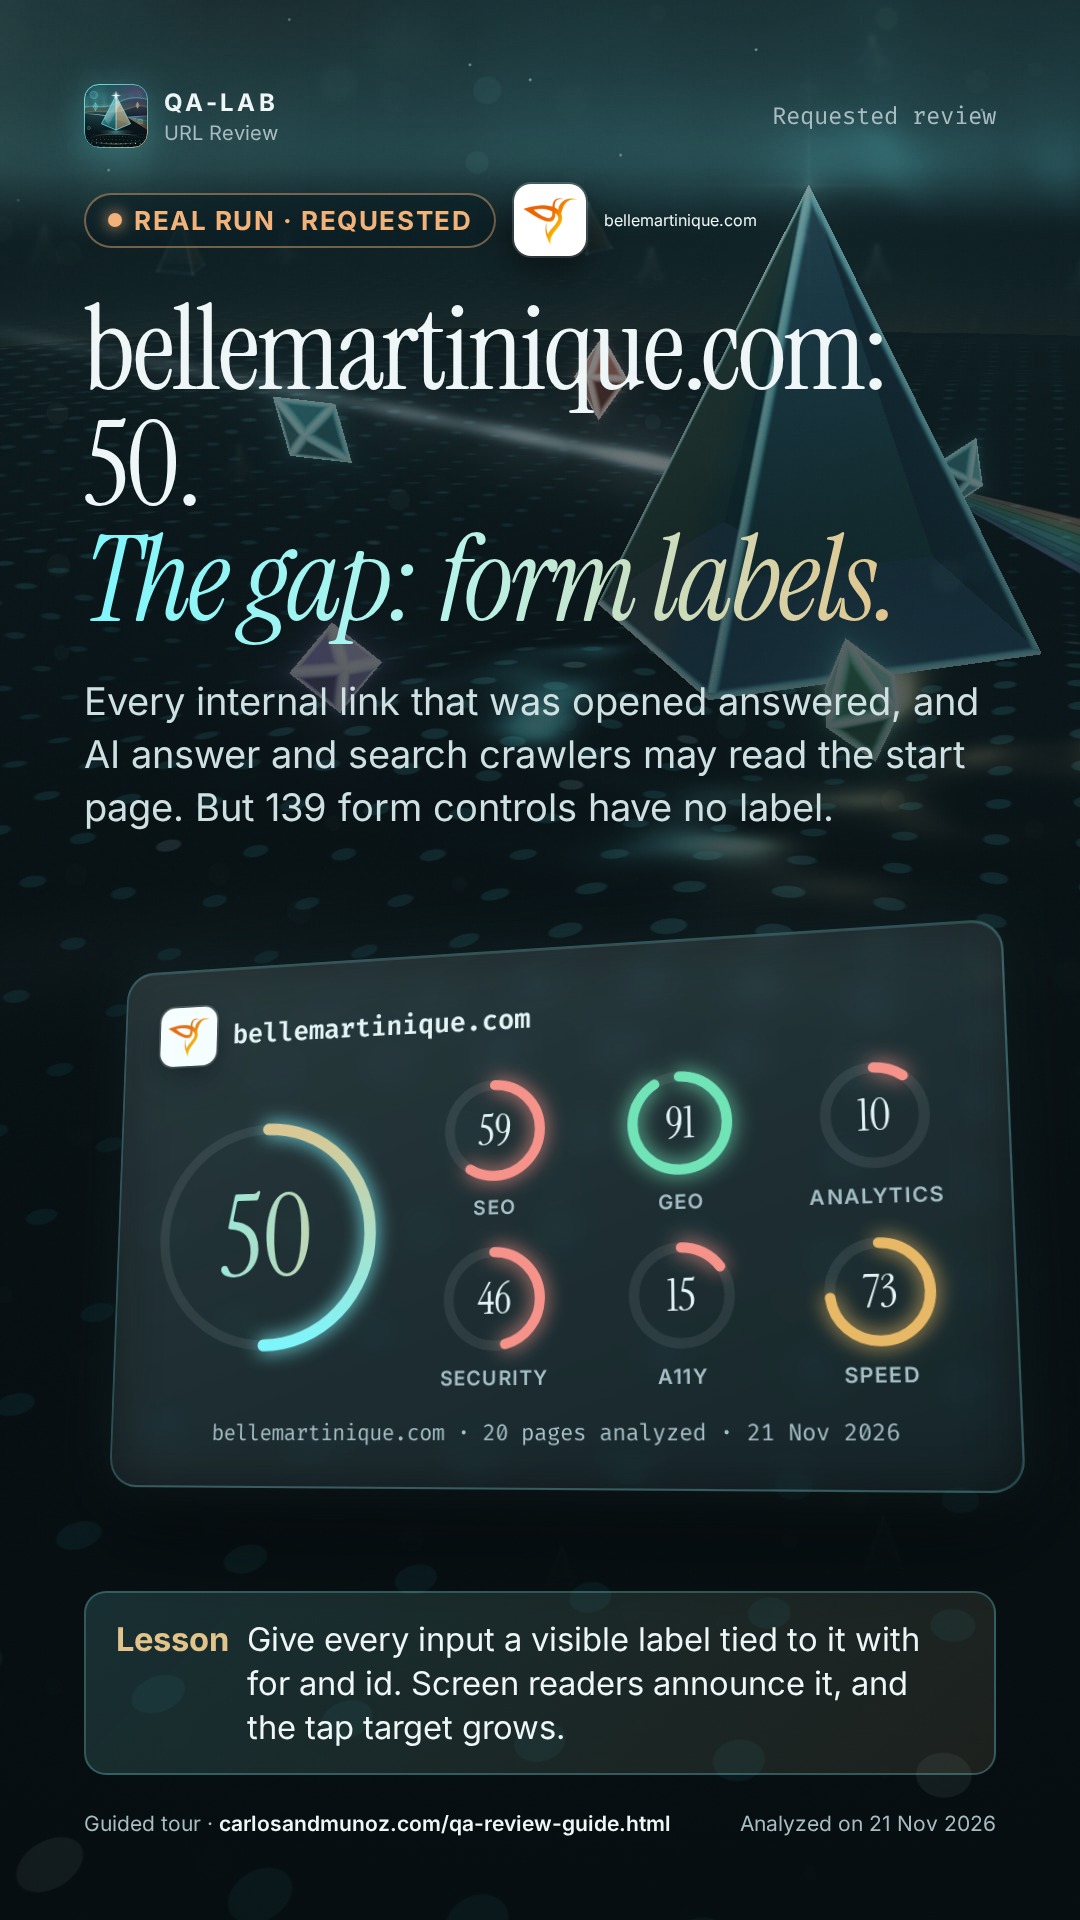 QA-LAB
URL Review
Requested review
REAL RUN · REQUESTED
bellemartinique.com
bellemartinique.com:
50.
The gap: form labels.
Every internal link that was opened answered, and
AI answer and search crawlers may read the start
page. But 139 form controls have no label.
bellemartinique.com
50
59
SEO
91
GEO
10
ANALYTICS
46
SECURITY
15
A11Y
73
SPEED
bellemartinique.com · 20 pages analyzed · 21 Nov 2026
Lesson
Give every input a visible label tied to it with
for and id. Screen readers announce it, and
the tap target grows.
Guided tour · carlosandmunoz.com/qa-review-guide.html
Analyzed on 21 Nov 2026